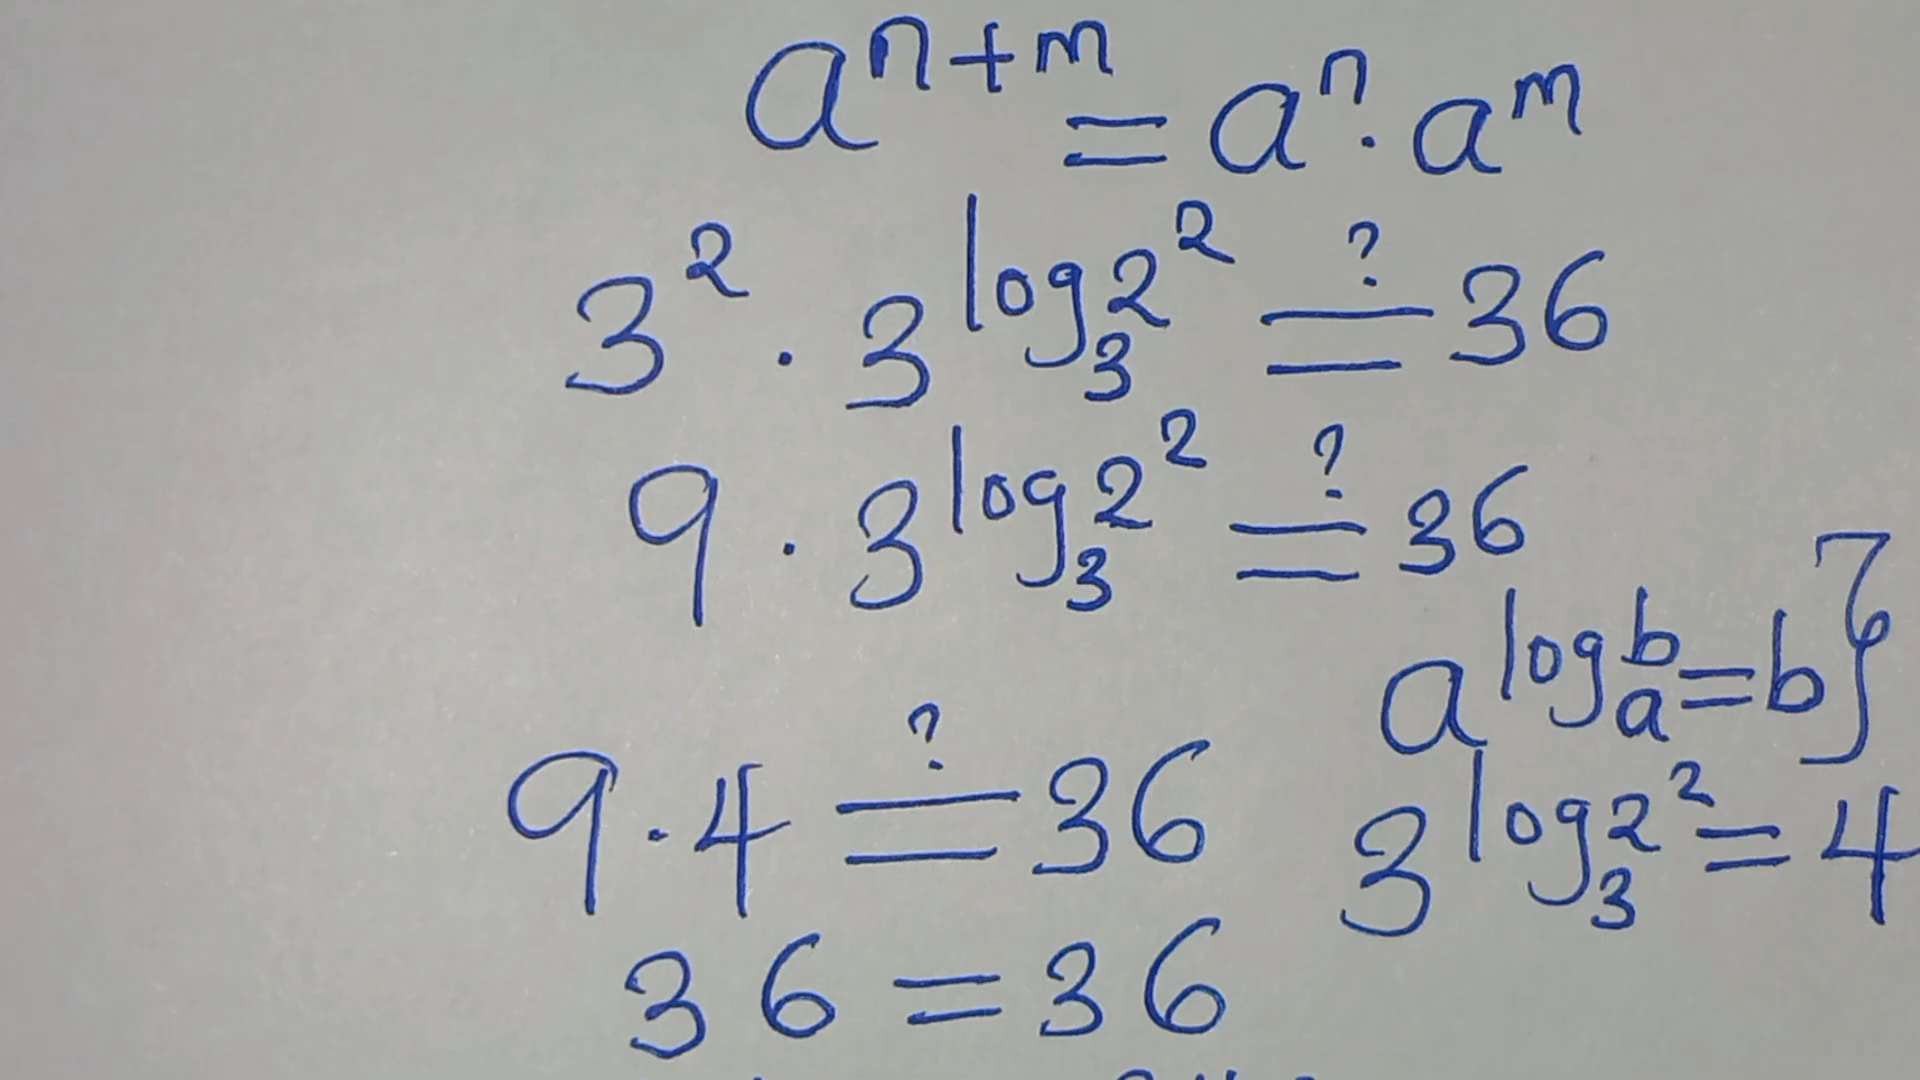 a^{n+m} = a^n · a^m
3^2 · 3^{log_3 2^2} ?= 36
9 · 3^{log_3 2^2} ?= 36
a^{log_a b} = b}
9 · 4 ?= 36
3^{log_3 2^2} = 4
36 = 36